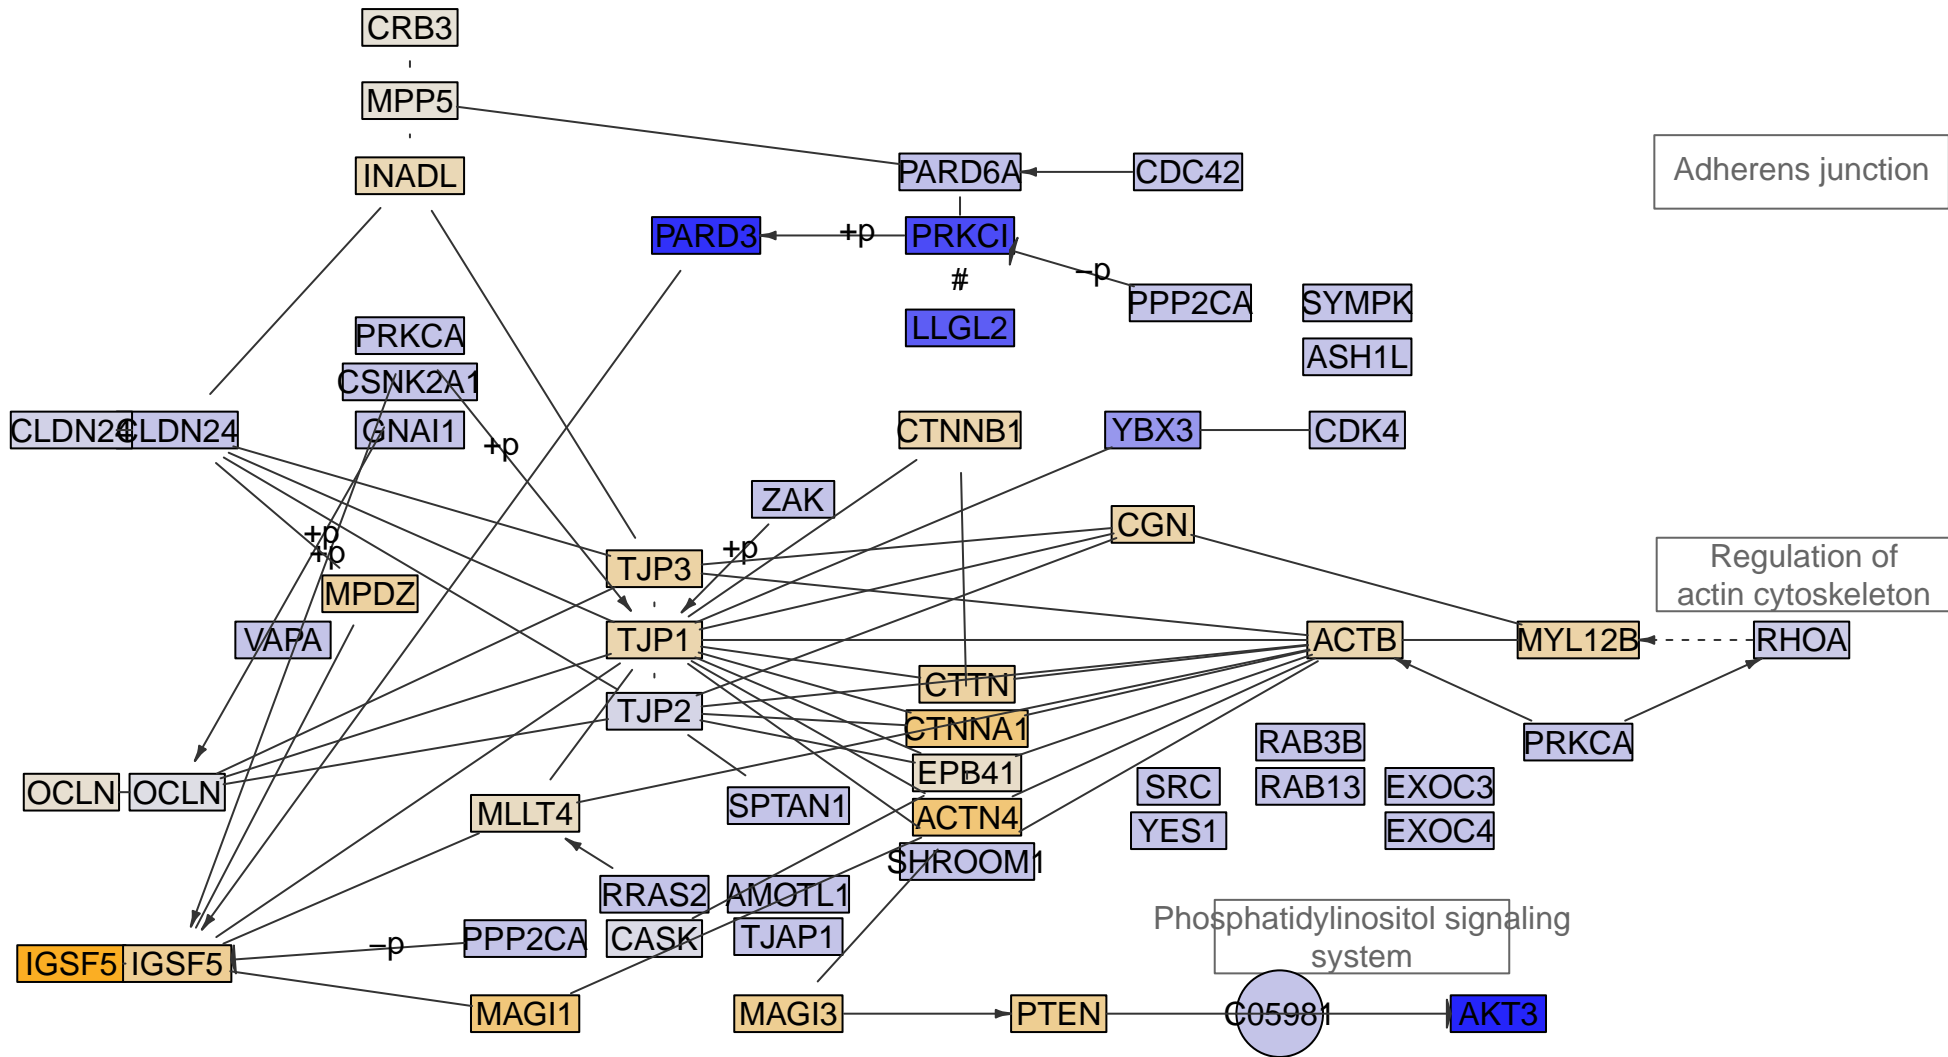 CRB3
MPP5
INADL
PARD6A
CDC42
Adherens junction
PARD3
+p
PRKCI
#
–p
PPP2CA
SYMPK
LLGL2
ASH1L
PRKCA
CSNK2A1
CLDN24
CLDN24
GNAI1
+p
CTNNB1
YBX3
CDK4
ZAK
CGN
+p
+p
+p
TJP3
MPDZ
Regulation of
actin cytoskeleton
VAPA
TJP1
ACTB
MYL12B
RHOA
CTTN
TJP2
CTNNA1
RAB3B
PRKCA
EPB41
OCLN
OCLN
SRC
RAB13
EXOC3
MLLT4
SPTAN1
ACTN4
YES1
EXOC4
SHROOM1
RRAS2
AMOTL1
PPP2CA
–p
CASK
TJAP1
Phosphatidylinositol signaling
system
IGSF5
IGSF5
MAGI1
MAGI3
PTEN
C05981
AKT3